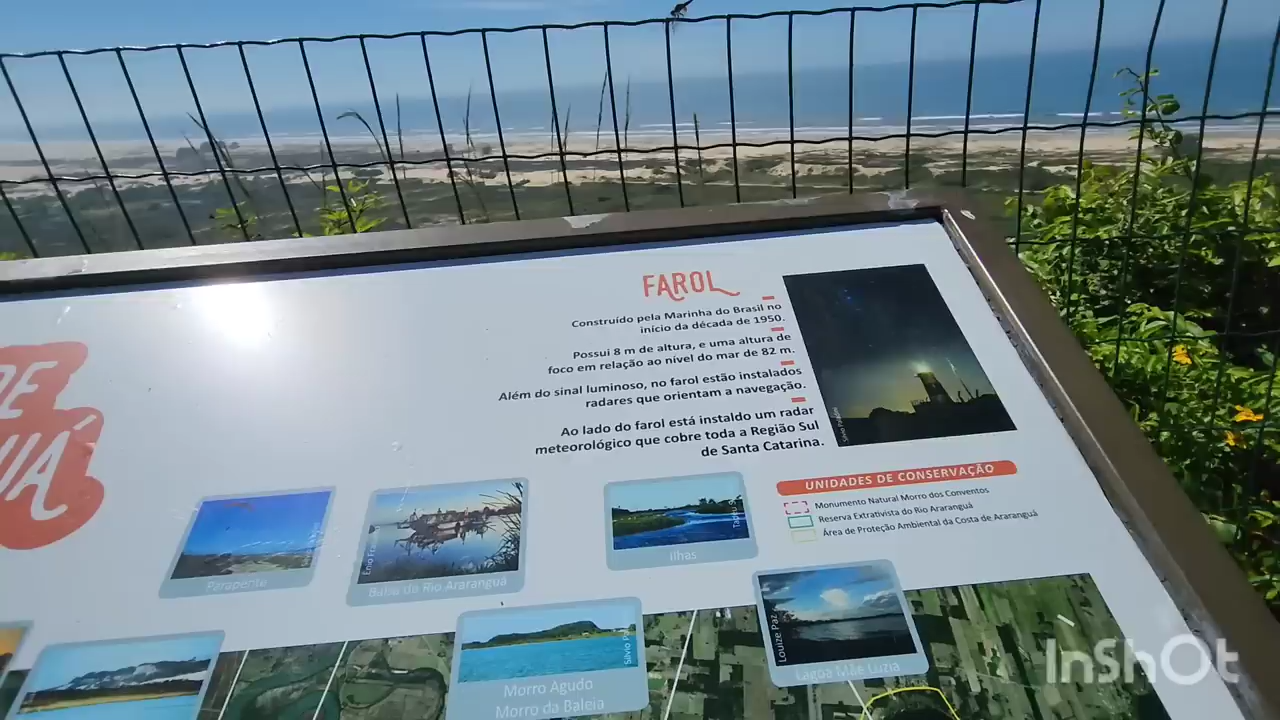 FAROL
Construído pela Marinha do Brasil no
início da década de 1950.
Possui 8 m de altura, e uma altura de
foco em relação ao nível do mar de 82 m.
Além do sinal luminoso, no farol estão instalados
radares que orientam a navegação.
Ao lado do farol está instaldo um radar
meteorológico que cobre toda a Região Sul
de Santa Catarina.
DE
UÁ
UNIDADES DE CONSERVAÇÃO
Monumento Natural Morro dos Conventos
Reserva Extrativista do Rio Araranguá
Área de Proteção Ambiental da Costa de Araranguá
Parapente
Balsa do Rio Araranguá
Ilhas
Morro Agudo
Morro da Baleia
Louize Paz
Lagoa Mãe Luzia
InShOt